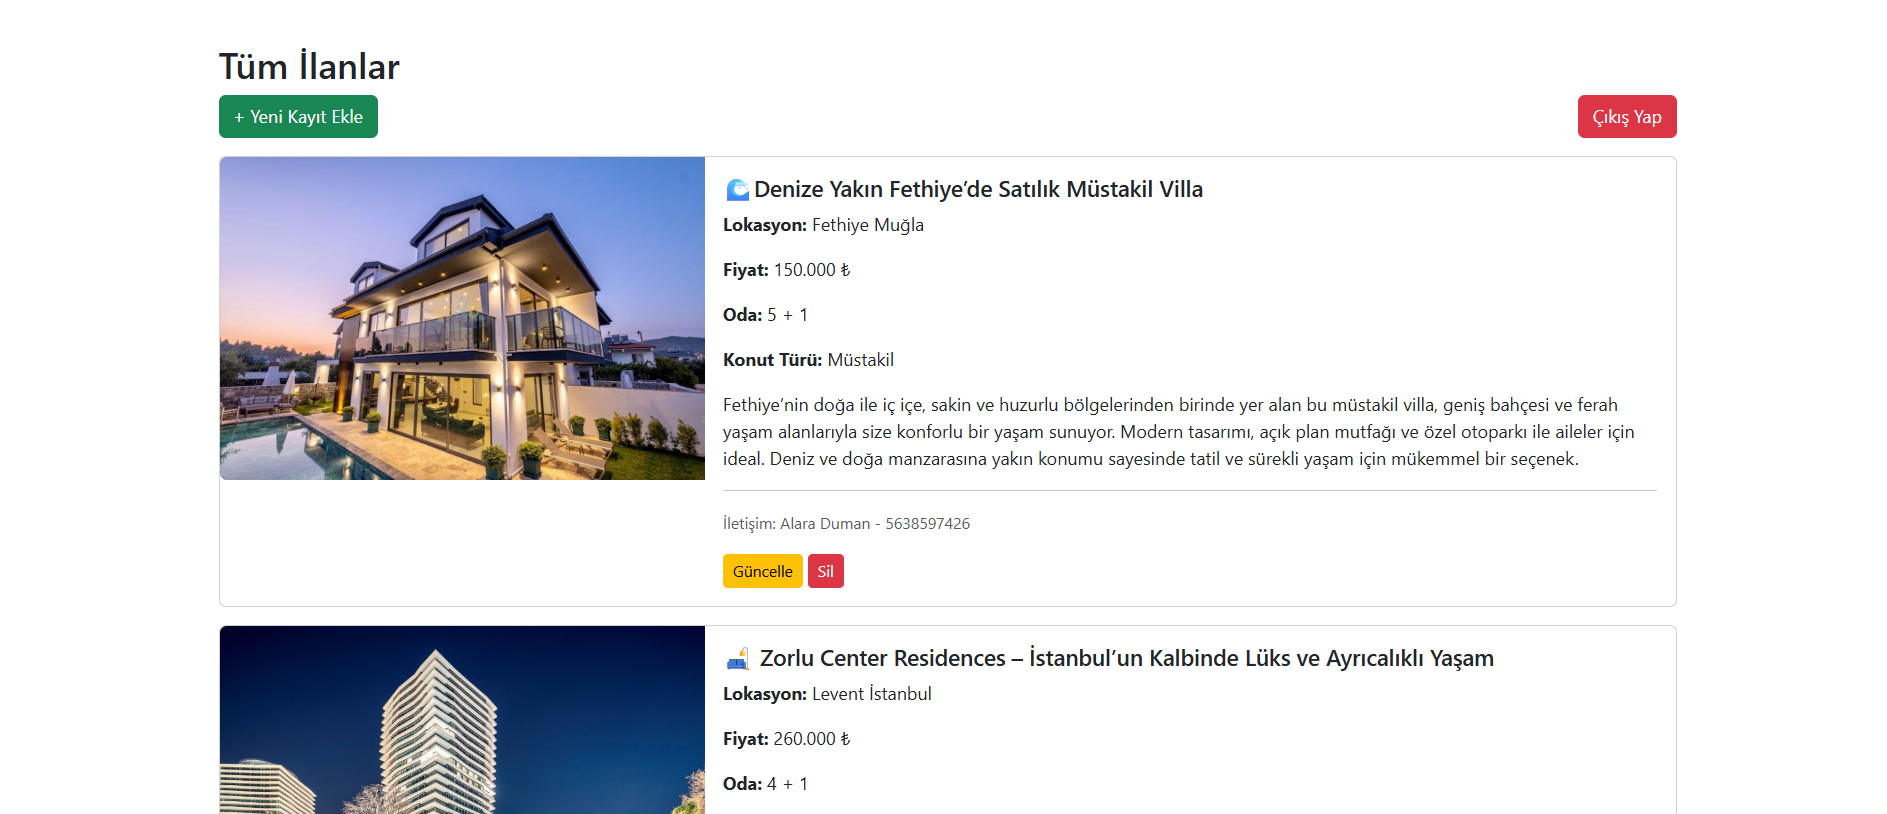 Tüm İlanlar
+ Yeni Kayıt Ekle
Çıkış Yap
Denize Yakın Fethiye’de Satılık Müstakil Villa
Lokasyon: Fethiye Muğla
Fiyat: 150.000 ₺
Oda: 5 + 1
Konut Türü: Müstakil
Fethiye’nin doğa ile iç içe, sakin ve huzurlu bölgelerinden birinde yer alan bu müstakil villa, geniş bahçesi ve ferah
yaşam alanlarıyla size konforlu bir yaşam sunuyor. Modern tasarımı, açık plan mutfağı ve özel otoparkı ile aileler için
ideal. Deniz ve doğa manzarasına yakın konumu sayesinde tatil ve sürekli yaşam için mükemmel bir seçenek.
İletişim: Alara Duman - 5638597426
Güncelle
Sil
Zorlu Center Residences – İstanbul’un Kalbinde Lüks ve Ayrıcalıklı Yaşam
Lokasyon: Levent İstanbul
Fiyat: 260.000 ₺
Oda: 4 + 1